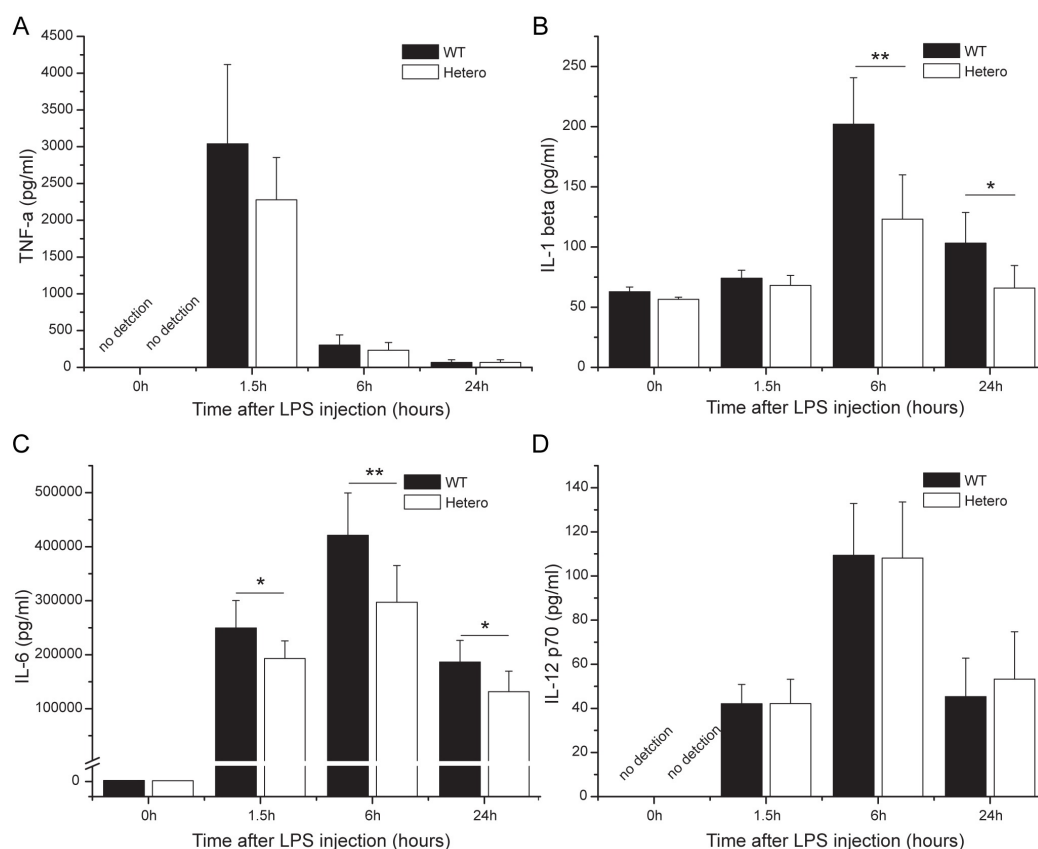 A
WT
Hetero
4500
4000
3500
3000
2500
2000
1500
1000
500
0
TNF-a (pg/ml)
no detction
no detction
0h
1.5h
6h
24h
Time after LPS injection (hours)
B
WT
Hetero
250
200
150
100
50
0
IL-1 beta (pg/ml)
**
*
0h
1.5h
6h
24h
Time after LPS injection (hours)
C
WT
Hetero
500000
400000
300000
200000
100000
0
IL-6 (pg/ml)
*
**
*
0h
1.5h
6h
24h
Time after LPS injection (hours)
D
WT
Hetero
140
120
100
80
60
40
20
0
IL-12 p70 (pg/ml)
no detction
no detction
0h
1.5h
6h
24h
Time after LPS injection (hours)